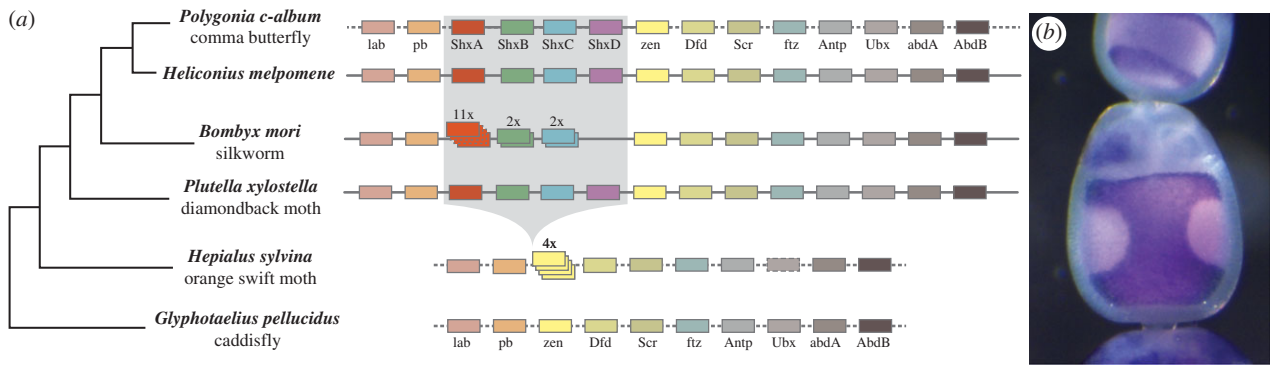 (a)
Polygonia c-album
comma butterfly
lab pb ShxA ShxB ShxC ShxD zen Dfd Scr ftz Antp Ubx abdA AbdB
Heliconius melpomene
11x 2x 2x
Bombyx mori
silkworm
Plutella xylostella
diamondback moth
4x
Hepialus sylvina
orange swift moth
Glyphotaelius pellucidus
caddisfly
lab pb zen Dfd Scr ftz Antp Ubx abdA AbdB
(b)